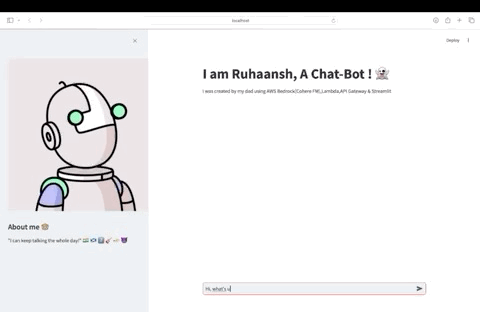 localhost
Deploy
I am Ruhaansh, A Chat-Bot !
I was created by my dad using AWS Bedrock(Cohere FM),Lambda,API Gateway & Streamlit
About me
"I can keep talking the whole day!"
Hi, what's u